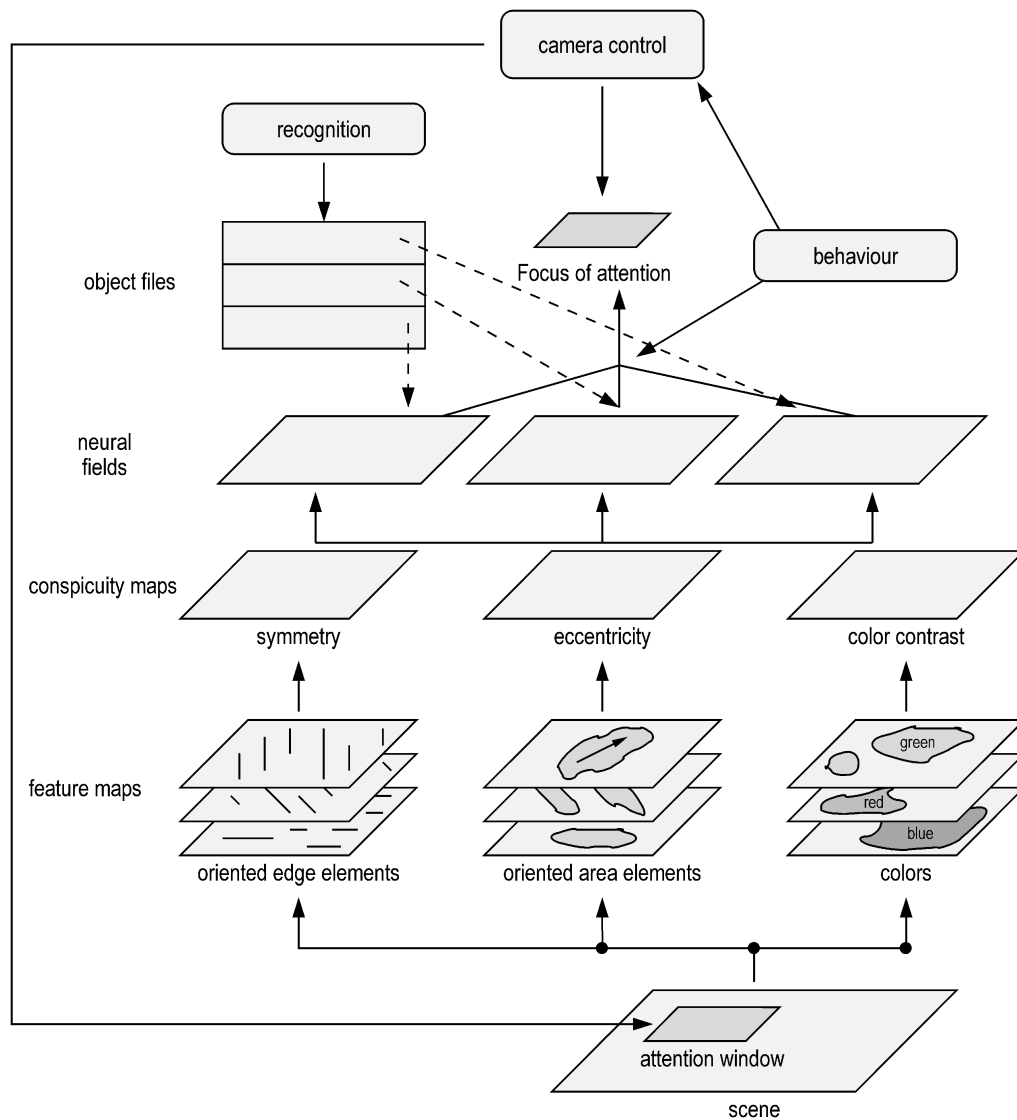 camera control
recognition
object files
Focus of attention
behaviour
neural
fields
conspicuity maps
symmetry
eccentricity
color contrast
feature maps
green
red
blue
oriented edge elements
oriented area elements
colors
attention window
scene